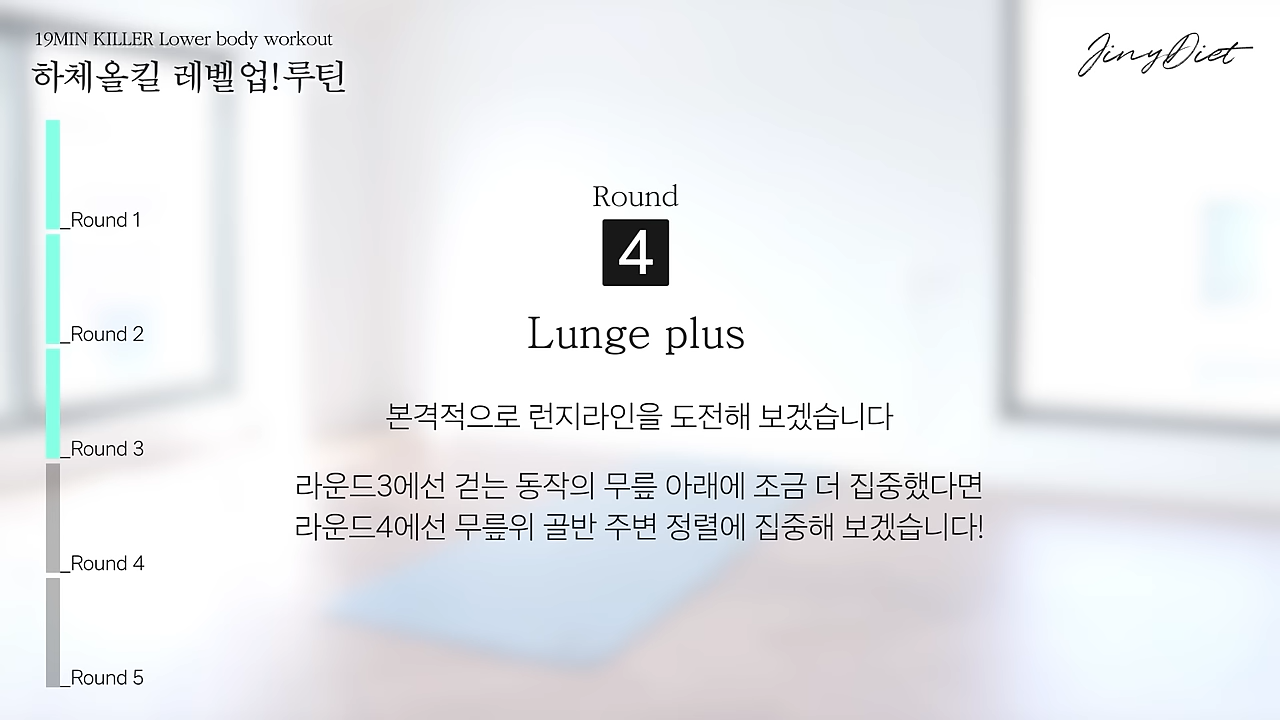 19MIN KILLER Lower body workout
하체올킬 레벨업!루틴
JinyDiet
_Round 1
_Round 2
_Round 3
_Round 4
_Round 5
Round
4
Lunge plus
본격적으로 런지라인을 도전해 보겠습니다
라운드3에선 걷는 동작의 무릎 아래에 조금 더 집중했다면
라운드4에선 무릎위 골반 주변 정렬에 집중해 보겠습니다!